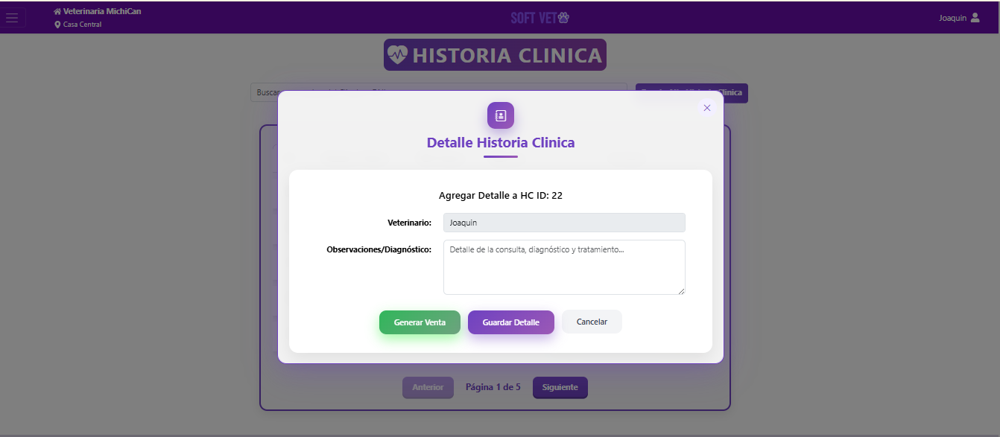 Veterinaria MichiCan
Casa Central
SOFT VET
Joaquin
HISTORIA CLINICA
Buscar
Clinica
Detalle Historia Clinica
Agregar Detalle a HC ID: 22
Veterinario:
Joaquin
Observaciones/Diagnóstico:
Detalle de la consulta, diagnóstico y tratamiento...
Generar Venta
Guardar Detalle
Cancelar
Anterior
Página 1 de 5
Siguiente